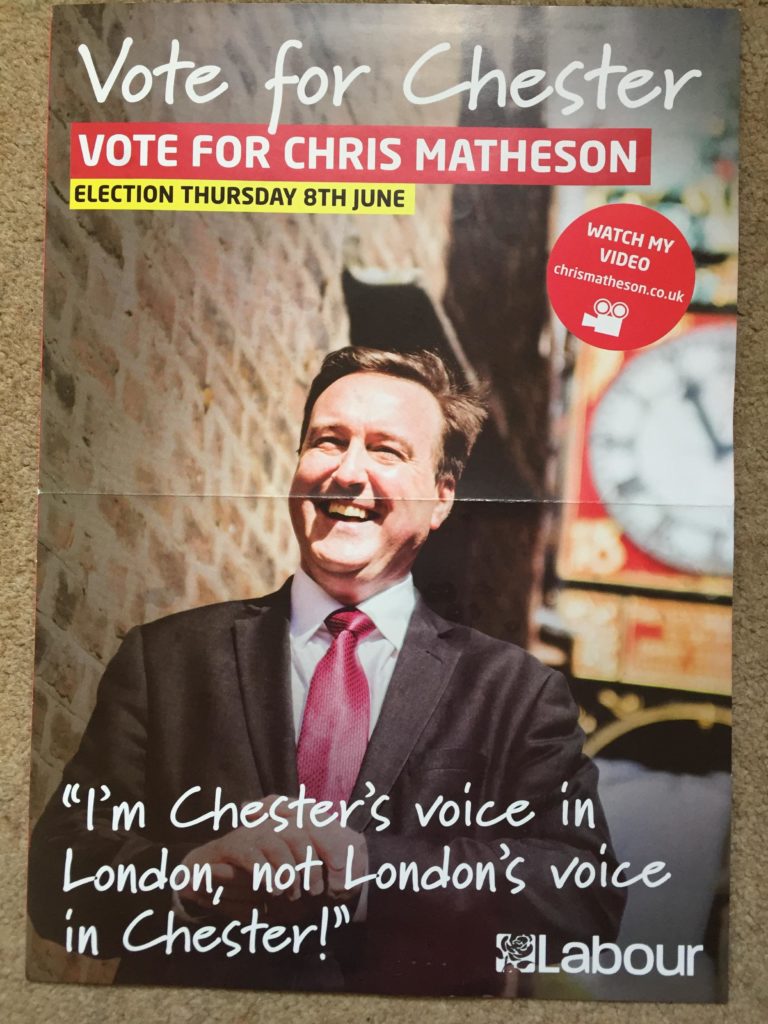 Vote for Chester
VOTE FOR CHRIS MATHESON
ELECTION THURSDAY 8TH JUNE
WATCH MY
VIDEO
chrismatheson.co.uk
“I'm Chester's voice in
London, not London's voice
in Chester!”
Labour